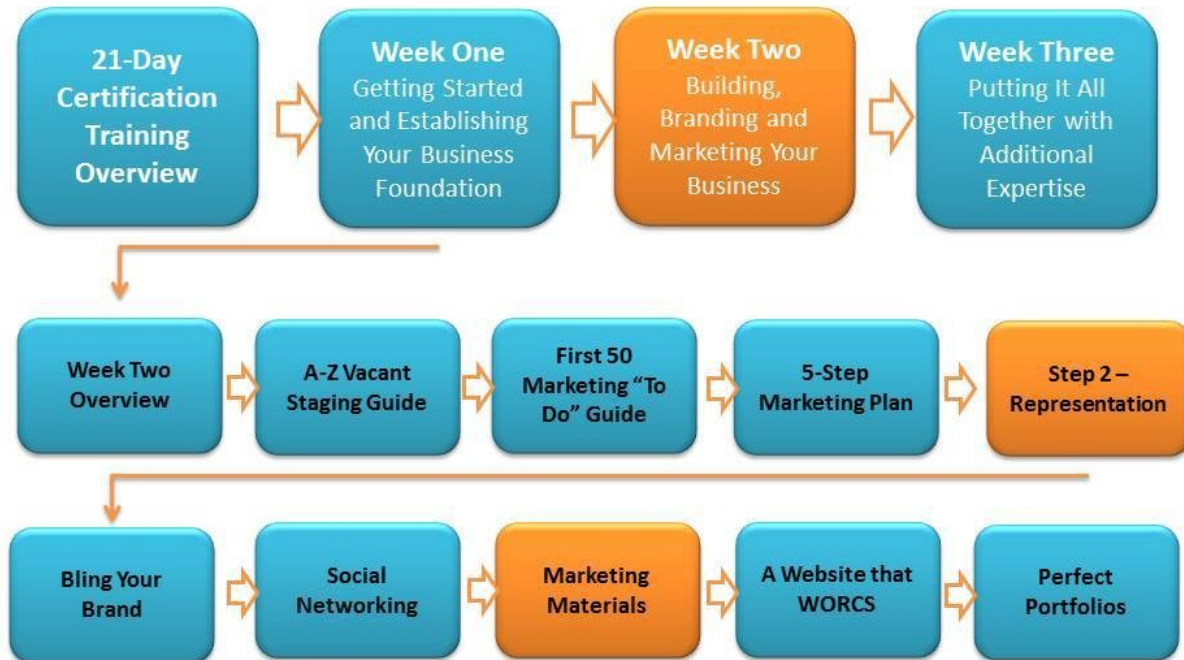 21-Day
Certification
Training
Overview
Week One
Getting Started
and Establishing
Your Business
Foundation
Week Two
Building,
Branding and
Marketing Your
Business
Week Three
Putting It All
Together with
Additional
Expertise
Week Two
Overview
A-Z Vacant
Staging Guide
First 50
Marketing “To
Do” Guide
5-Step
Marketing Plan
Step 2 –
Representation
Bling Your
Brand
Social
Networking
Marketing
Materials
A Website that
WORCS
Perfect
Portfolios